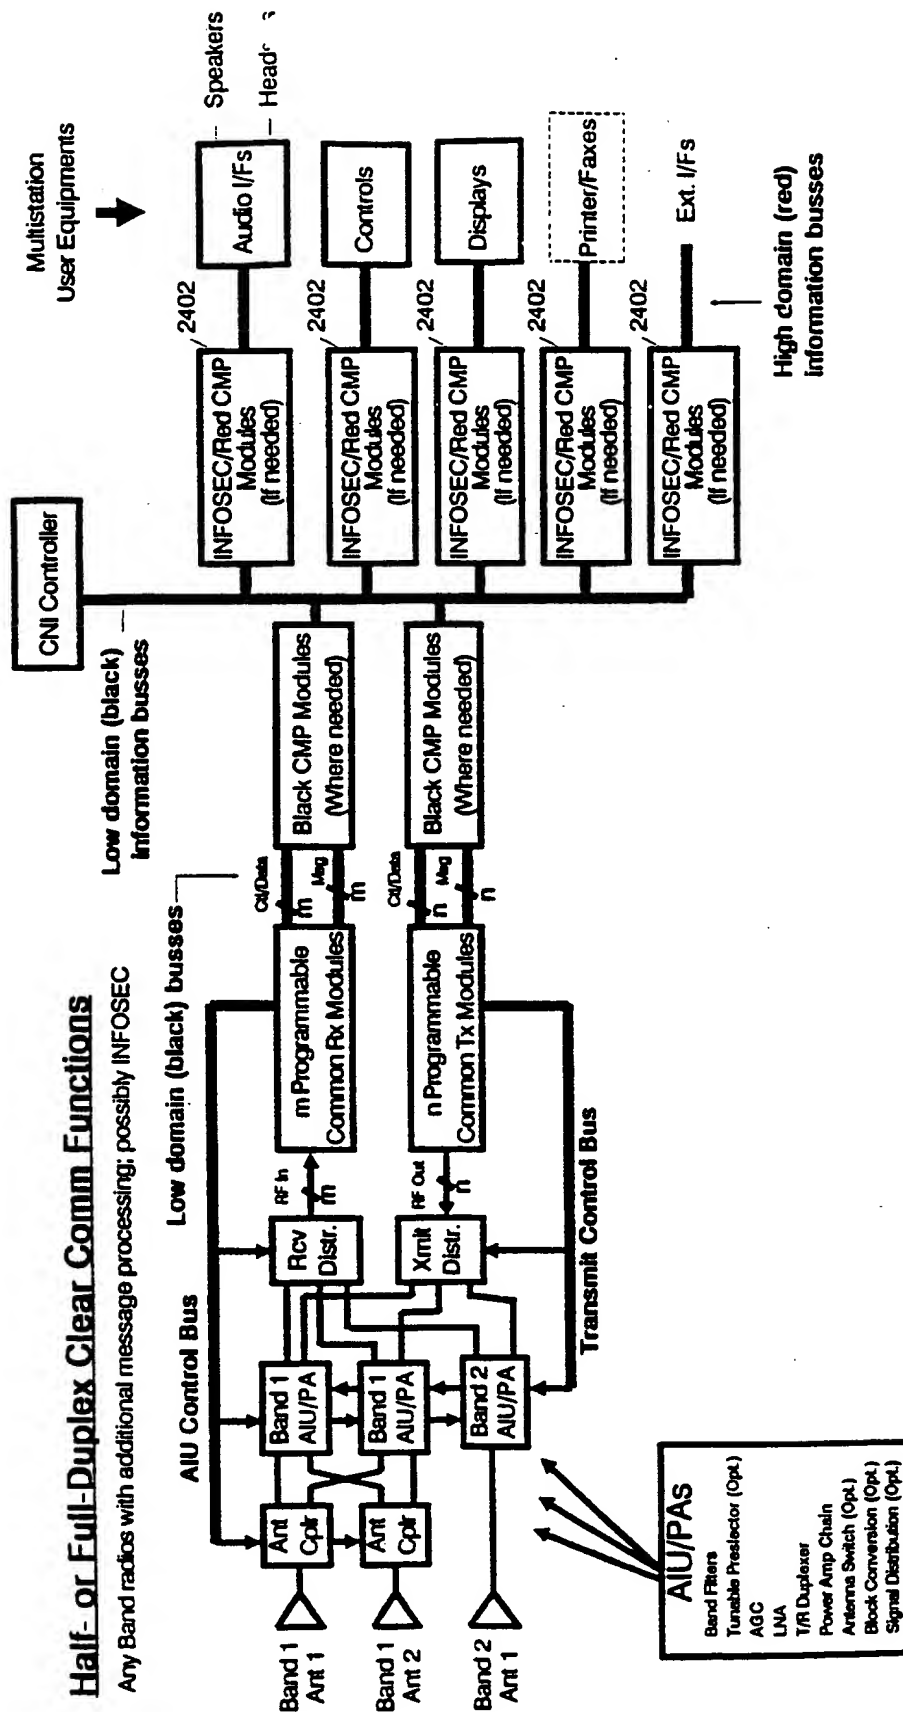 Half- or Full-Duplex Clear Comm Functions
Any Band radios with additional message processing; possibly INFOSEC
Multistation
User Equipments
CNI Controller
Low domain (black)
information busses
Low domain (black) busses
AIU Control Bus
Band 1
Ant 1
Band 1
Ant 2
Band 2
Ant 1
Ant
Cplr
Ant
Cplr
Band 1
AIU/PA
Band 1
AIU/PA
Band 2
AIU/PA
Rcv
Distr.
Xmit
Distr.
RF In
m
RF Out
n
m Programmable
Common Rx Modules
n Programmable
Common Tx Modules
Ctl/Data
m
Msg
m
Ctl/Data
n
Msg
n
Black CMP Modules
(Where needed)
Black CMP Modules
(Where needed)
INFOSEC/Red CMP
Modules
(If needed)
2402
Audio I/Fs
Speakers
INFOSEC/Red CMP
Modules
(If needed)
2402
Controls
INFOSEC/Red CMP
Modules
(If needed)
2402
Displays
INFOSEC/Red CMP
Modules
(If needed)
2402
Printer/Faxes
INFOSEC/Red CMP
Modules
(If needed)
2402
Ext. I/Fs
High domain (red)
information busses
Transmit Control Bus
AIU/PAs
Band Filters
Tunable Preslector (Opt.)
AGC
LNA
T/R Duplexer
Power Amp Chain
Antenna Switch (Opt.)
Block Conversion (Opt.)
Signal Distribution (Opt.)